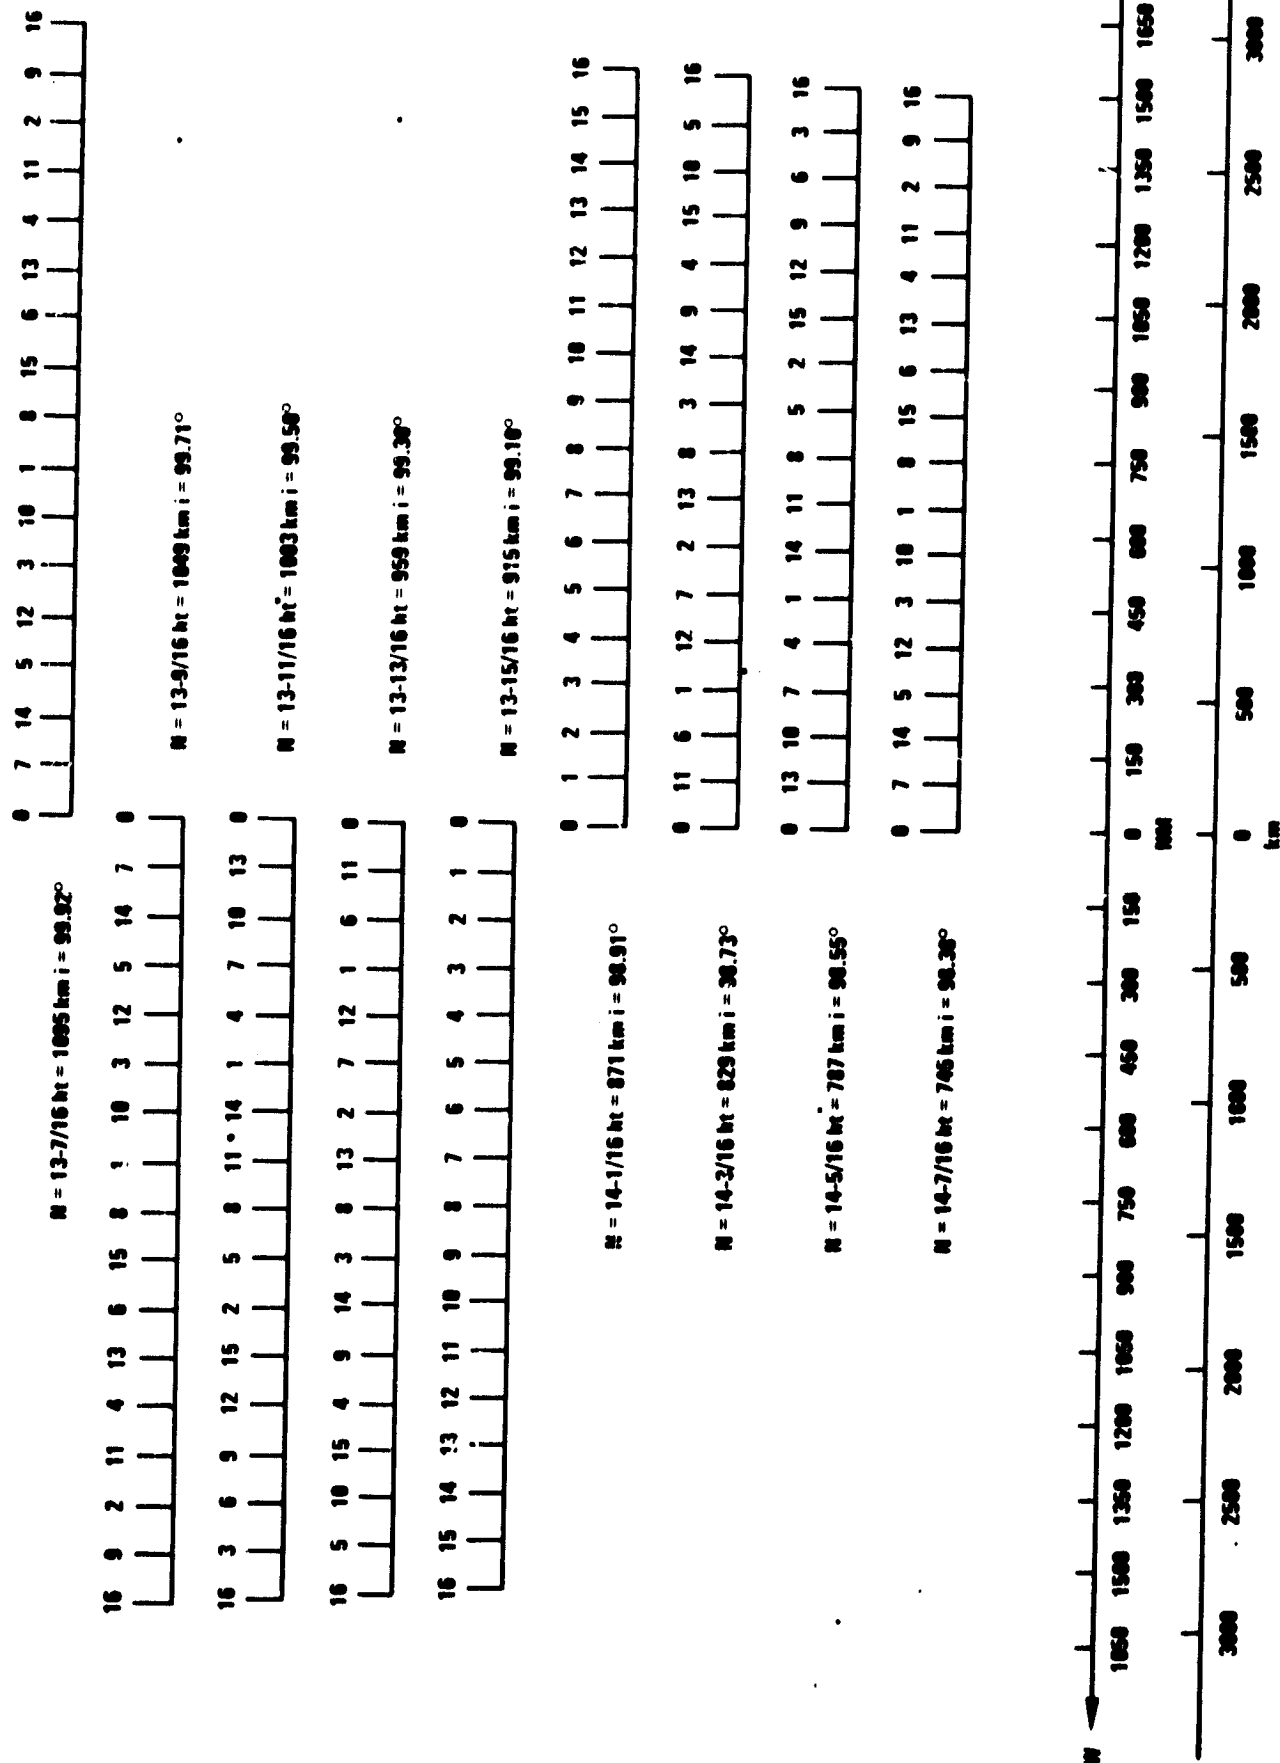 0 7 14 5 12 3 10 1 8 15 6 13 4 11 2 9 16
N = 13-7/16 ht = 1095 km i = 99.92°
16 9 2 11 4 13 6 15 8 1 10 3 12 5 14 7 0
N = 13-9/16 ht = 1049 km i = 99.71°
16 3 6 9 12 15 2 5 8 11 14 1 4 7 10 13 0
N = 13-11/16 ht = 1003 km i = 99.50°
16 5 10 15 4 9 14 3 8 13 2 7 12 1 6 11 0
N = 13-13/16 ht = 959 km i = 99.30°
16 15 14 13 12 11 10 9 8 7 6 5 4 3 2 1 0
N = 13-15/16 ht = 915 km i = 99.10°
0 1 2 3 4 5 6 7 8 9 10 11 12 13 14 15 16
N = 14-1/16 ht = 871 km i = 98.91°
0 11 6 1 12 7 2 13 8 3 14 9 4 15 10 5 16
N = 14-3/16 ht = 829 km i = 98.73°
0 13 10 7 4 1 14 11 8 5 2 15 12 9 6 3 16
N = 14-5/16 ht = 787 km i = 98.55°
0 7 14 5 12 3 10 1 8 15 6 13 4 11 2 9 16
N = 14-7/16 ht = km i = 98.38°
N
1650 1500 1350 1200 1050 900 750 600 450 300 150 0 150 300 450 600 750 900 1050 1200 1350 1500 1650
NM
3000 2500 2000 1500 1000 500 0 500 1000 1500 2000 2500 3000
km